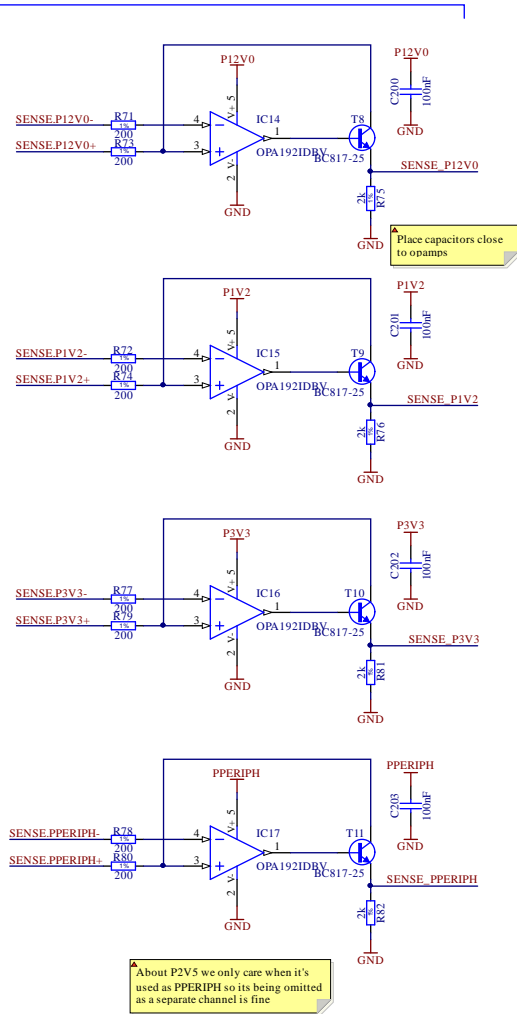 P12V0
P12V0
C200
100nF
GND
SENSE.P12V0-
R71
1%
200
4
V+ 5
IC14
1
T8
SENSE.P12V0+
R73
1%
200
3
OPA192IDBV
BC817-25
2 V-
GND
SENSE_P12V0
2k
1%
R75
GND
Place capacitors close
to opamps
P1V2
P1V2
C201
100nF
GND
SENSE.P1V2-
R72
1%
200
4
V+ 5
IC15
1
T9
SENSE.P1V2+
R74
1%
200
3
OPA192IDBV
BC817-25
2 V-
GND
SENSE_P1V2
2k
1%
R76
GND
P3V3
P3V3
C202
100nF
GND
SENSE.P3V3-
R77
1%
200
4
V+ 5
IC16
1
T10
SENSE.P3V3+
R79
1%
200
3
OPA192IDBV
BC817-25
2 V-
GND
SENSE_P3V3
2k
1%
R81
GND
PPERIPH
PPERIPH
C203
100nF
GND
SENSE.PPERIPH-
R78
1%
200
4
V+ 5
IC17
1
T11
SENSE.PPERIPH+
R80
1%
200
3
OPA192IDBV
BC817-25
2 V-
GND
SENSE_PPERIPH
2k
1%
R82
GND
About P2V5 we only care when it's
used as PPERIPH so its being omitted
as a separate channel is fine